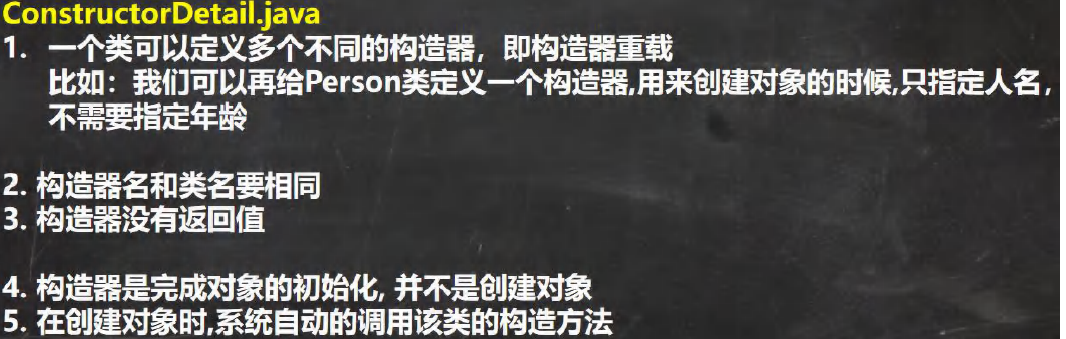 ConstructorDetail.java
1. 一个类可以定义多个不同的构造器，即构造器重载
比如：我们可以再给Person类定义一个构造器,用来创建对象的时候,只指定人名，
不需要指定年龄
2. 构造器名和类名要相同
3. 构造器没有返回值
4. 构造器是完成对象的初始化, 并不是创建对象
5. 在创建对象时,系统自动的调用该类的构造方法